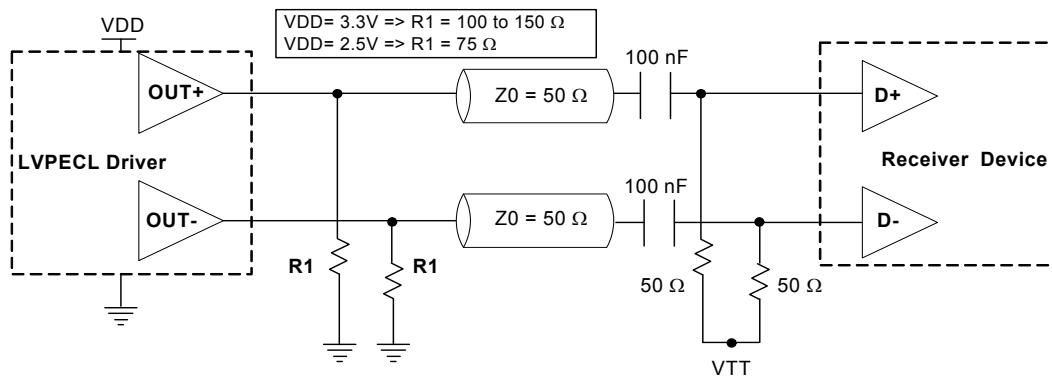 VDD
VDD= 3.3V => R1 = 100 to 150 Ω
VDD= 2.5V => R1 = 75 Ω
100 nF
OUT+
Z0 = 50 Ω
D+
LVPECL Driver
Receiver Device
100 nF
OUT-
Z0 = 50 Ω
D-
R1
R1
50 Ω
50 Ω
VTT